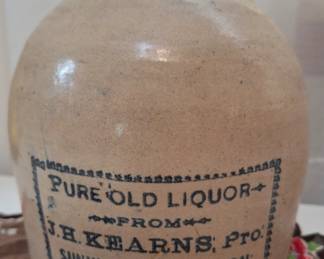 PURE OLD LIQUOR
FROM
J.H. KEARNS, Pro.